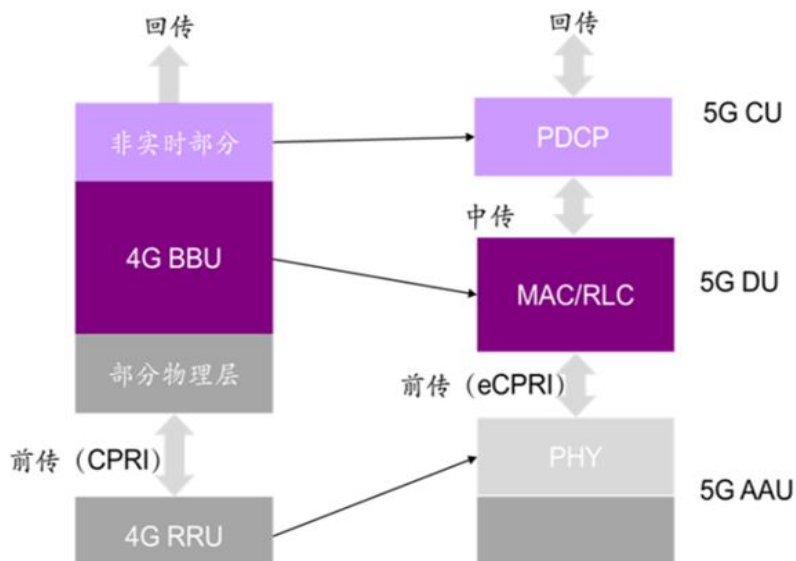 回传
非实时部分
4G BBU
部分物理层
前传（CPRI）
4G RRU
回传
PDCP
5G CU
中传
MAC/RLC
5G DU
前传（eCPRI）
PHY
5G AAU